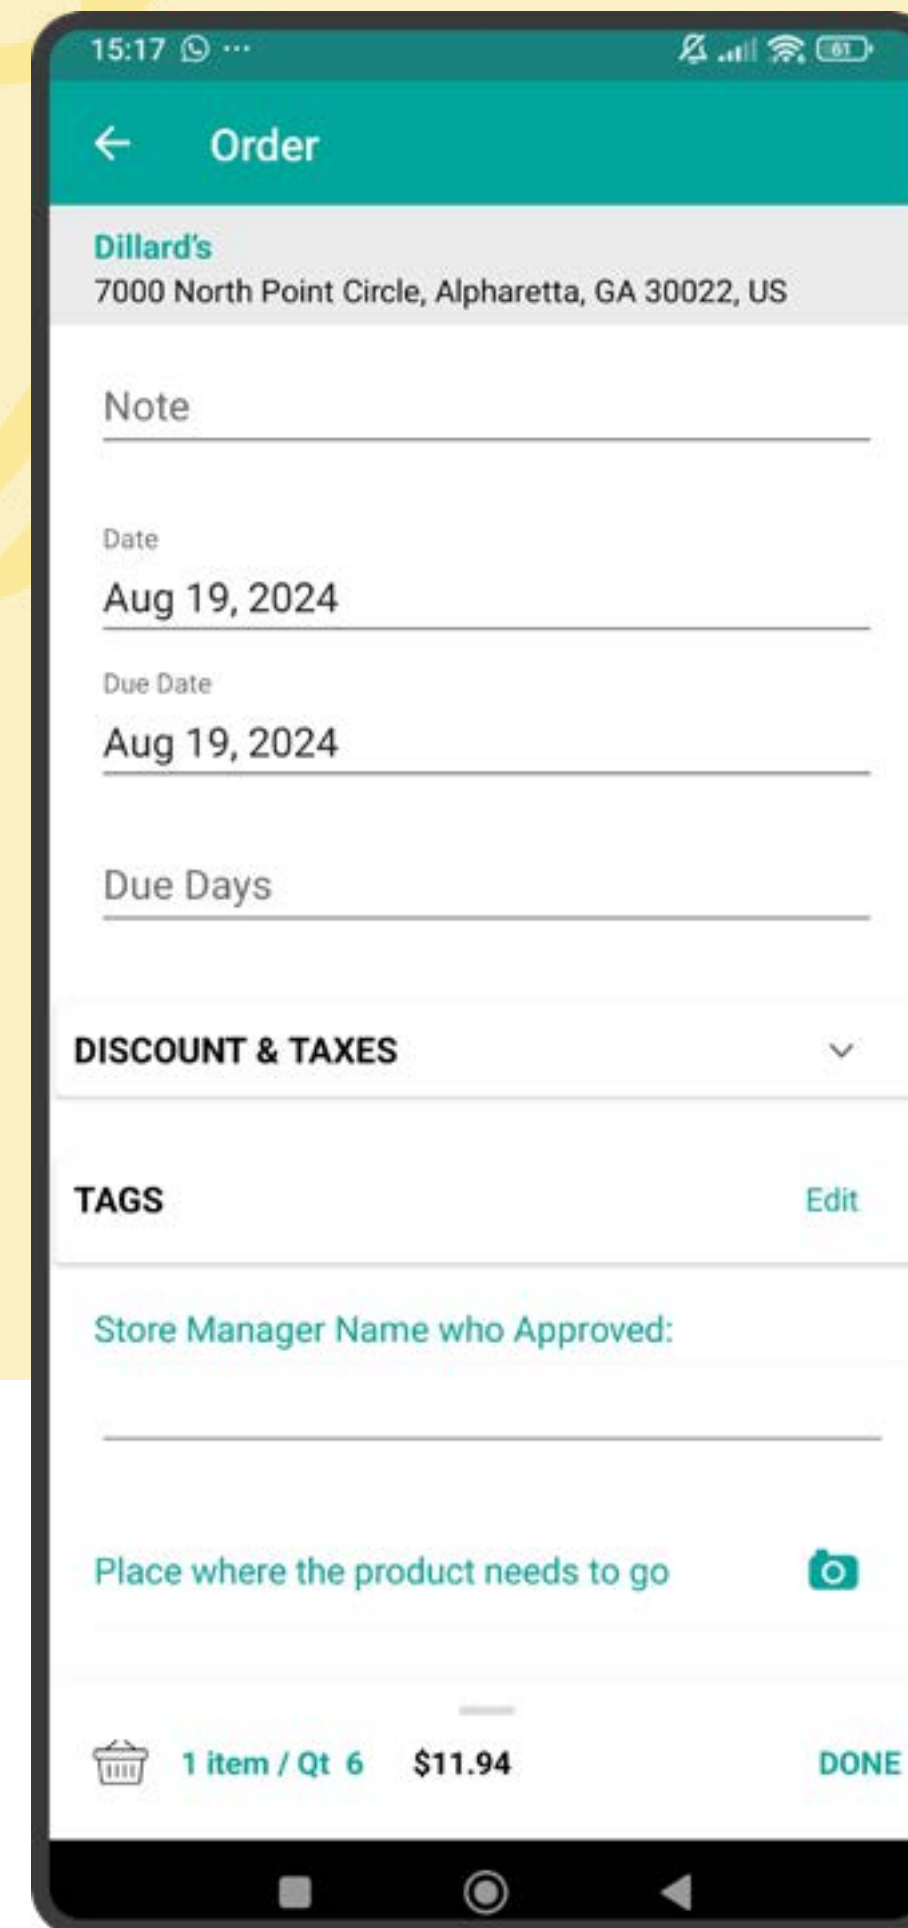 15:17 ...
61
Order
Dillard's
7000 North Point Circle, Alpharetta, GA 30022, US
Note
Date
Aug 19, 2024
Due Date
Aug 19, 2024
Due Days
DISCOUNT & TAXES
TAGS Edit
Store Manager Name who Approved:
Place where the product needs to go
1 item / Qt 6 $11.94 DONE